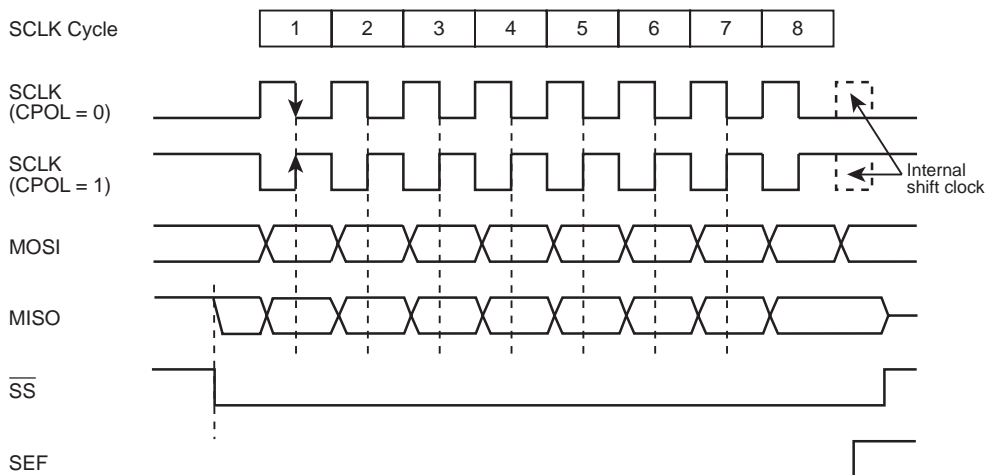 SCLK Cycle 1 2 3 4 5 6 7 8
SCLK
(CPOL = 0)
SCLK
(CPOL = 1)
Internal
shift clock
MOSI
MISO
SS
SEF